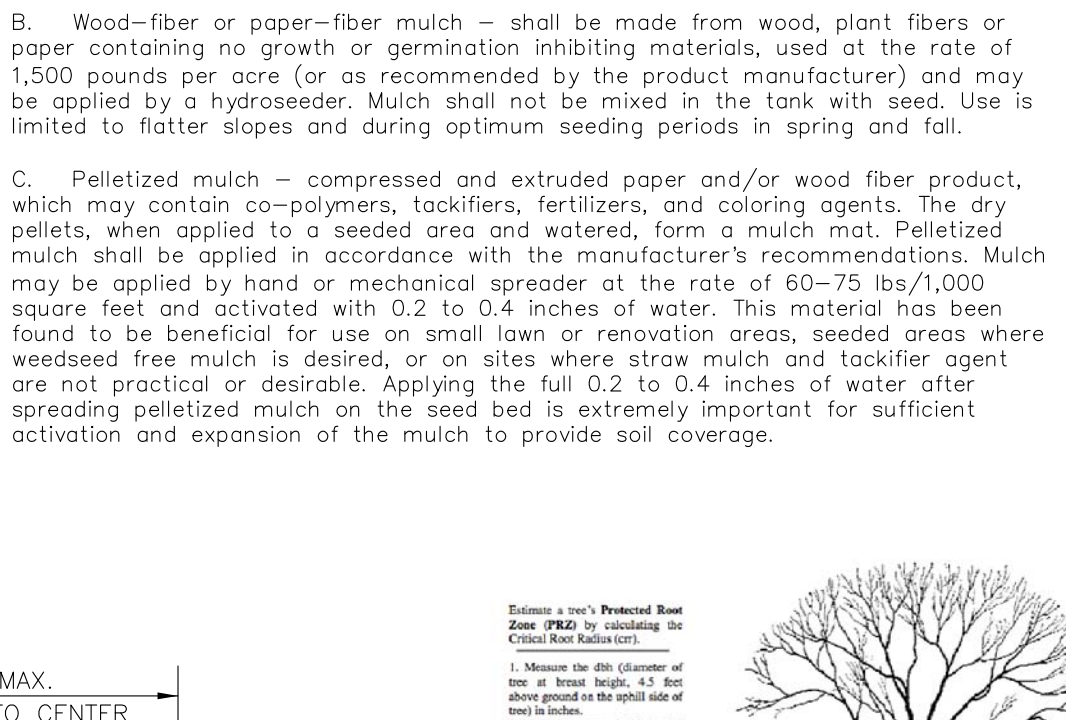 B. Wood-fiber or paper-fiber mulch - shall be made from wood, plant fibers or
paper containing no growth or germination inhibiting materials, used at the rate of
1,500 pounds per acre (or as recommended by the product manufacturer) and may
be applied by a hydroseeder. Mulch shall not be mixed in the tank with seed. Use is
limited to flatter slopes and during optimum seeding periods in spring and fall.
C. Pelletized mulch - compressed and extruded paper and/or wood fiber product,
which may contain co-polymers, tackifiers, fertilizers, and coloring agents. The dry
pellets, when applied to a seeded area and watered, form a mulch mat. Pelletized
mulch shall be applied in accordance with the manufacturer's recommendations. Mulch
may be applied by hand or mechanical spreader at the rate of 60-75 lbs/1,000
square feet and activated with 0.2 to 0.4 inches of water. This material has been
found to be beneficial for use on small lawn or renovation areas, seeded areas where
weedseed free mulch is desired, or on sites where straw mulch and tackifier agent
are not practical or desirable. Applying the full 0.2 to 0.4 inches of water after
spreading pelletized mulch on the seed bed is extremely important for sufficient
activation and expansion of the mulch to provide soil coverage.
Estimate a tree's Protected Root
Zone (PRZ) by calculating the
Critical Root Radius (crr).
1. Measure the dbh (diameter of
tree at breast height, 4.5 feet
above ground on the uphill side of
tree) in inches.
MAX.
TO CENTER